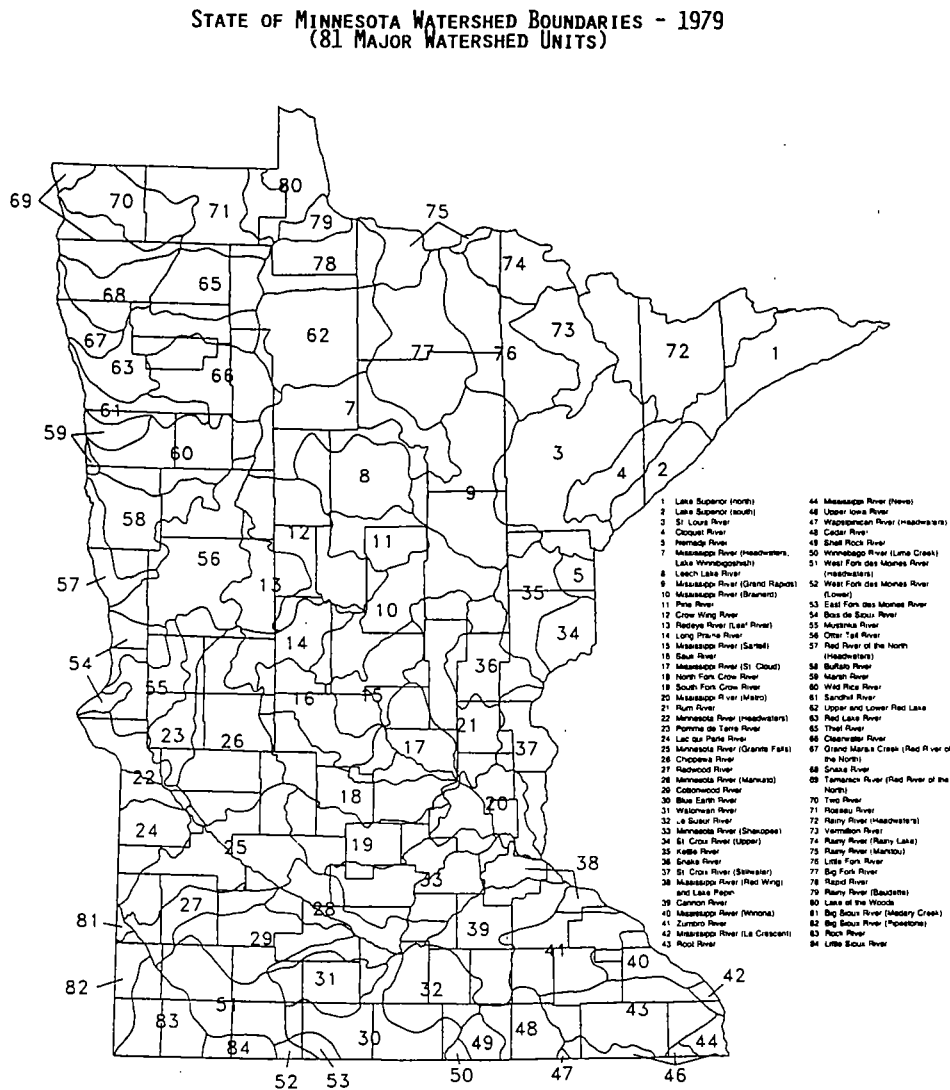 STATE OF MINNESOTA WATERSHED BOUNDARIES - 1979
(81 MAJOR WATERSHED UNITS)
80
69
70
71
79
75
78
74
65
68
62
73
67
77
76
72
1
63
66
7
61
59
60
3
8
4
2
9
58
12
11
56
57
13
5
35
10
34
14
54
36
55
16
15
23
26
21
17
37
22
18
20
24
25
19
38
33
27
28
81
29
39
41
40
82
31
32
42
51
43
83
30
48
84
49
44
52
53
50
47
46
1 Lake Superior (north)
2 Lake Superior (south)
3 St. Louis River
4 Cloquet River
5 Nemadji River
7 Mississippi River (Headwaters,
Lake Winnibigoshish)
8 Leech Lake River
9 Mississippi River (Grand Rapids)
10 Mississippi River (Brainerd)
11 Pine River
12 Crow Wing River
13 Redeye River (Leaf River)
14 Long Prairie River
15 Mississippi River (Sartell)
16 Sauk River
17 Mississippi River (St. Cloud)
18 North Fork Crow River
19 South Fork Crow River
20 Mississippi River (Metro)
21 Rum River
22 Minnesota River (Headwaters)
23 Pomme de Terre River
24 Lac qui Parle River
25 Minnesota River (Granite Falls)
26 Chippewa River
27 Redwood River
28 Minnesota River (Mankato)
29 Cottonwood River
30 Blue Earth River
31 Watonwan River
32 Le Sueur River
33 Minnesota River (Shakopee)
34 St. Croix River (Upper)
35 Kettle River
36 Snake River
37 St. Croix River (Stillwater)
38 Mississippi River (Red Wing)
and Lake Pepin
39 Cannon River
40 Mississippi River (Winona)
41 Zumbro River
42 Mississippi River (La Crescent)
43 Root River
44 Mississippi River (Reno)
46 Upper Iowa River
47 Wapsipinican River (Headwaters)
48 Cedar River
49 Shell Rock River
50 Winnebago River (Lime Creek)
51 West Fork des Moines River
(Headwaters)
52 West Fork des Moines River
(Lower)
53 East Fork des Moines River
54 Bois de Sioux River
55 Mustinka River
56 Otter Tail River
57 Red River of the North
(Headwaters)
58 Buffalo River
59 Marsh River
60 Wild Rice River
61 Sandhill River
62 Upper and Lower Red Lake
63 Red Lake River
65 Thief River
66 Clearwater River
67 Grand Marais Creek (Red River of
the North)
68 Snake River
69 Tamarack River (Red River of the
North)
70 Two River
71 Roseau River
72 Rainy River (Headwaters)
73 Vermillion River
74 Rainy River (Rainy Lake)
75 Rainy River (Manitou)
76 Little Fork River
77 Big Fork River
78 Rapid River
79 Rainy River (Baudette)
80 Lake of the Woods
81 Big Sioux River (Medary Creek)
82 Big Sioux River (Pipestone)
83 Rock River
84 Little Sioux River